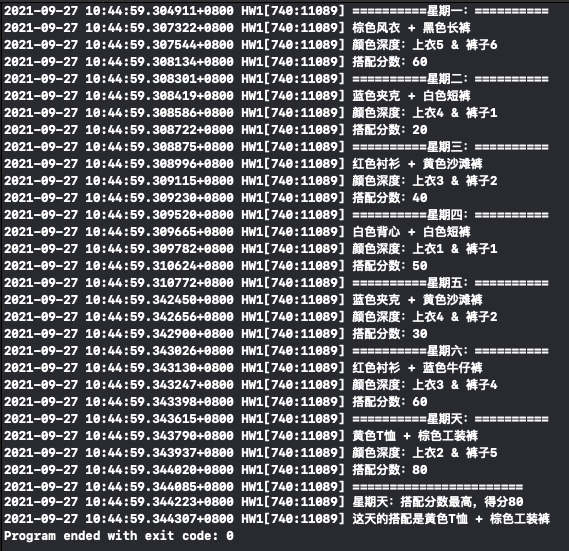 2021-09-27 10:44:59.304911+0800 HW1[740:11089] ==========星期一: ==========
2021-09-27 10:44:59.307322+0800 HW1[740:11089] 棕色风衣 + 黑色长裤
2021-09-27 10:44:59.307544+0800 HW1[740:11089] 颜色深度: 上衣5 & 裤子6
2021-09-27 10:44:59.308134+0800 HW1[740:11089] 搭配分数: 60
2021-09-27 10:44:59.308301+0800 HW1[740:11089] ==========星期二: ==========
2021-09-27 10:44:59.308419+0800 HW1[740:11089] 蓝色夹克 + 白色短裤
2021-09-27 10:44:59.308586+0800 HW1[740:11089] 颜色深度: 上衣4 & 裤子1
2021-09-27 10:44:59.308722+0800 HW1[740:11089] 搭配分数: 20
2021-09-27 10:44:59.308875+0800 HW1[740:11089] ==========星期三: ==========
2021-09-27 10:44:59.308996+0800 HW1[740:11089] 红色衬衫 + 黄色沙滩裤
2021-09-27 10:44:59.309115+0800 HW1[740:11089] 颜色深度: 上衣3 & 裤子2
2021-09-27 10:44:59.309230+0800 HW1[740:11089] 搭配分数: 40
2021-09-27 10:44:59.309520+0800 HW1[740:11089] ==========星期四: ==========
2021-09-27 10:44:59.309665+0800 HW1[740:11089] 白色背心 + 白色短裤
2021-09-27 10:44:59.309782+0800 HW1[740:11089] 颜色深度: 上衣1 & 裤子1
2021-09-27 10:44:59.310624+0800 HW1[740:11089] 搭配分数: 50
2021-09-27 10:44:59.310772+0800 HW1[740:11089] ==========星期五: ==========
2021-09-27 10:44:59.342450+0800 HW1[740:11089] 蓝色夹克 + 黄色沙滩裤
2021-09-27 10:44:59.342656+0800 HW1[740:11089] 颜色深度: 上衣4 & 裤子2
2021-09-27 10:44:59.342900+0800 HW1[740:11089] 搭配分数: 30
2021-09-27 10:44:59.343026+0800 HW1[740:11089] ==========星期六: ==========
2021-09-27 10:44:59.343130+0800 HW1[740:11089] 红色衬衫 + 蓝色牛仔裤
2021-09-27 10:44:59.343247+0800 HW1[740:11089] 颜色深度: 上衣3 & 裤子4
2021-09-27 10:44:59.343398+0800 HW1[740:11089] 搭配分数: 60
2021-09-27 10:44:59.343615+0800 HW1[740:11089] ==========星期天: ==========
2021-09-27 10:44:59.343790+0800 HW1[740:11089] 黄色T恤 + 棕色工装裤
2021-09-27 10:44:59.343937+0800 HW1[740:11089] 颜色深度: 上衣2 & 裤子5
2021-09-27 10:44:59.344020+0800 HW1[740:11089] 搭配分数: 80
2021-09-27 10:44:59.344085+0800 HW1[740:11089] =======================
2021-09-27 10:44:59.344223+0800 HW1[740:11089] 星期天: 搭配分数最高, 得分80
2021-09-27 10:44:59.344307+0800 HW1[740:11089] 这天的搭配是黄色T恤 + 棕色工装裤
Program ended with exit code: 0